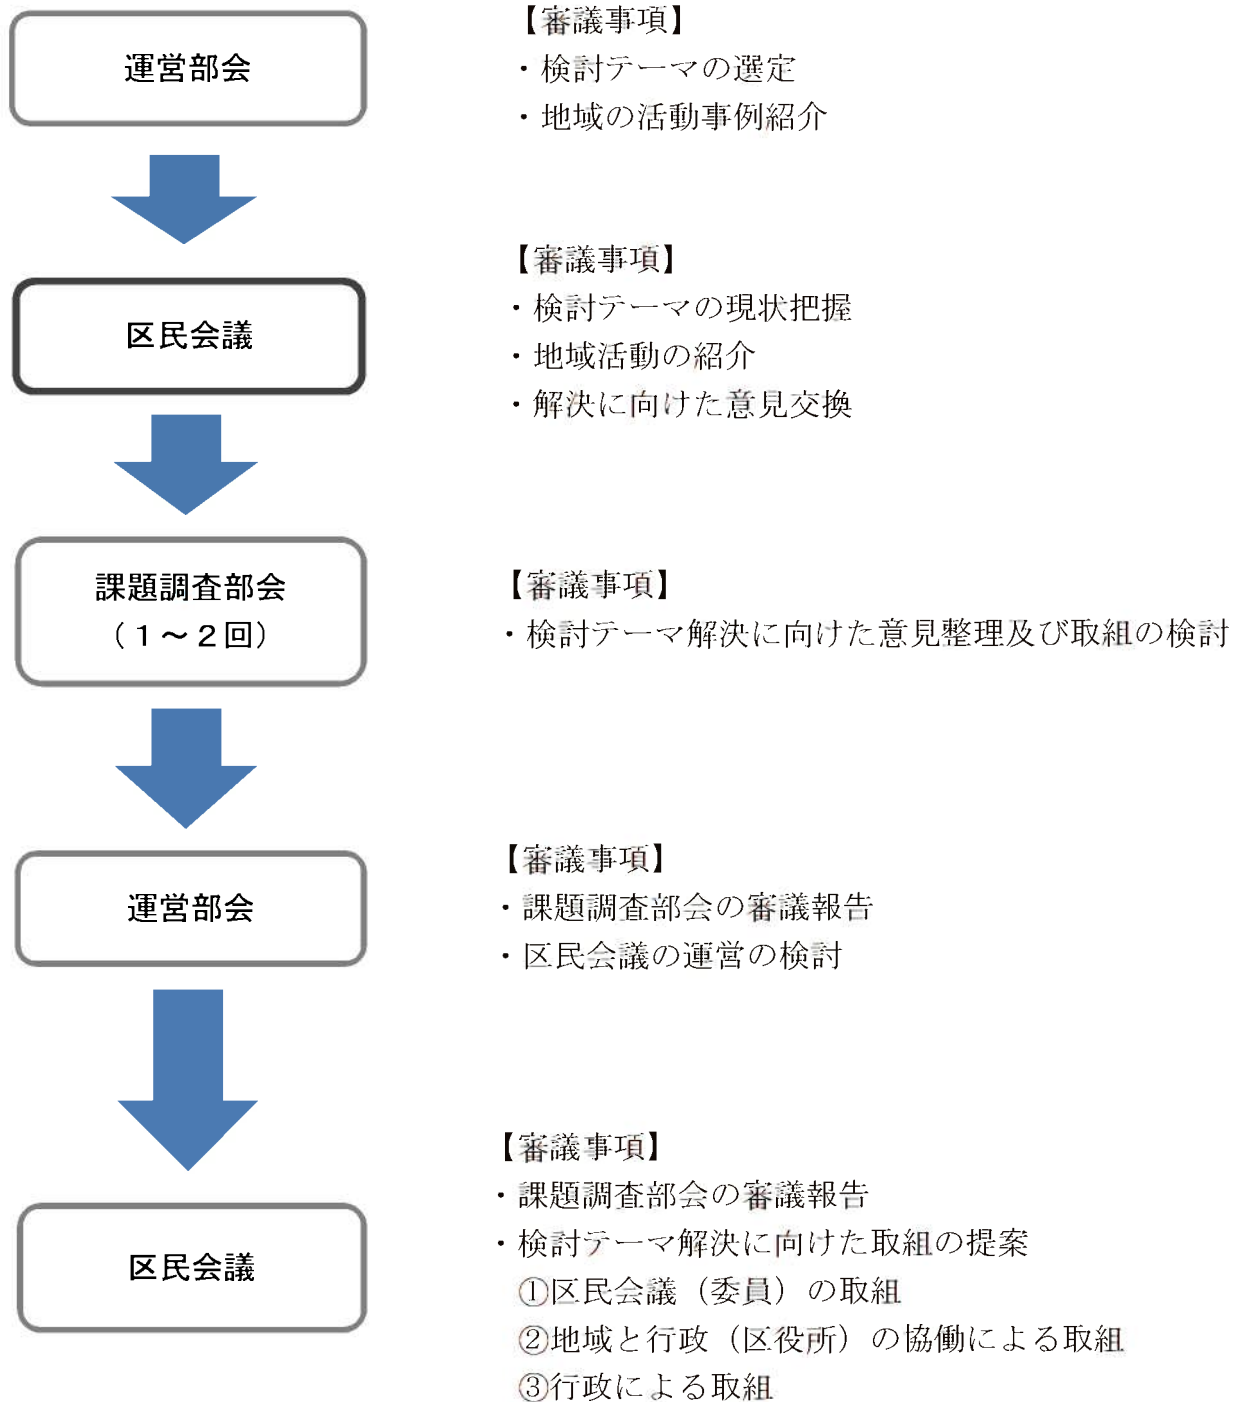 運営部会
【審議事項】
・検討テーマの選定
・地域の活動事例紹介
区民会議
【審議事項】
・検討テーマの現状把握
・地域活動の紹介
・解決に向けた意見交換
課題調査部会
（１～２回）
【審議事項】
・検討テーマ解決に向けた意見整理及び取組の検討
運営部会
【審議事項】
・課題調査部会の審議報告
・区民会議の運営の検討
区民会議
【審議事項】
・課題調査部会の審議報告
・検討テーマ解決に向けた取組の提案
①区民会議（委員）の取組
②地域と行政（区役所）の協働による取組
③行政による取組